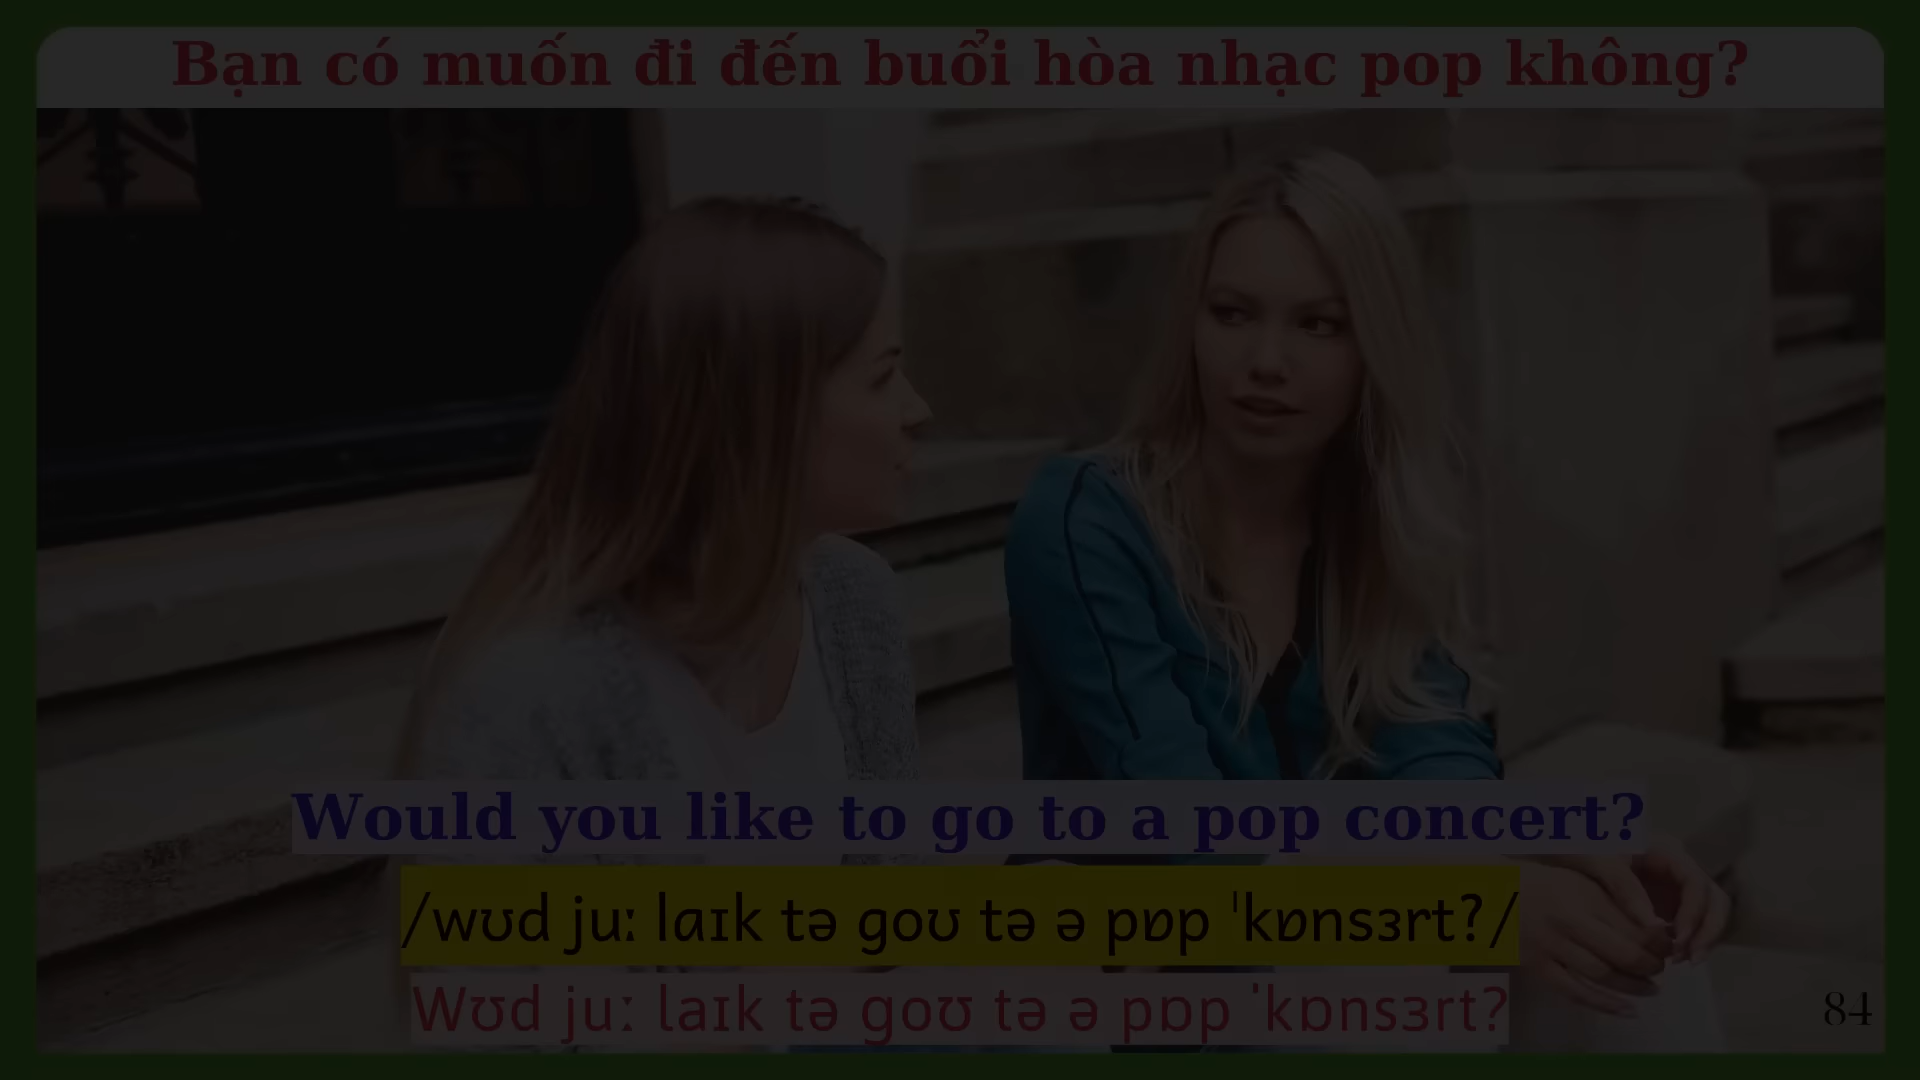 Bạn có muốn đi đến buổi hòa nhạc pop không?
Would you like to go to a pop concert?
/wʊd juː laɪk tə goʊ tə ə pɒp ˈkɒnsɜrt?/
Wʊd juː laɪk tə goʊ tə ə pɒp ˈkɒnsɜrt?
84